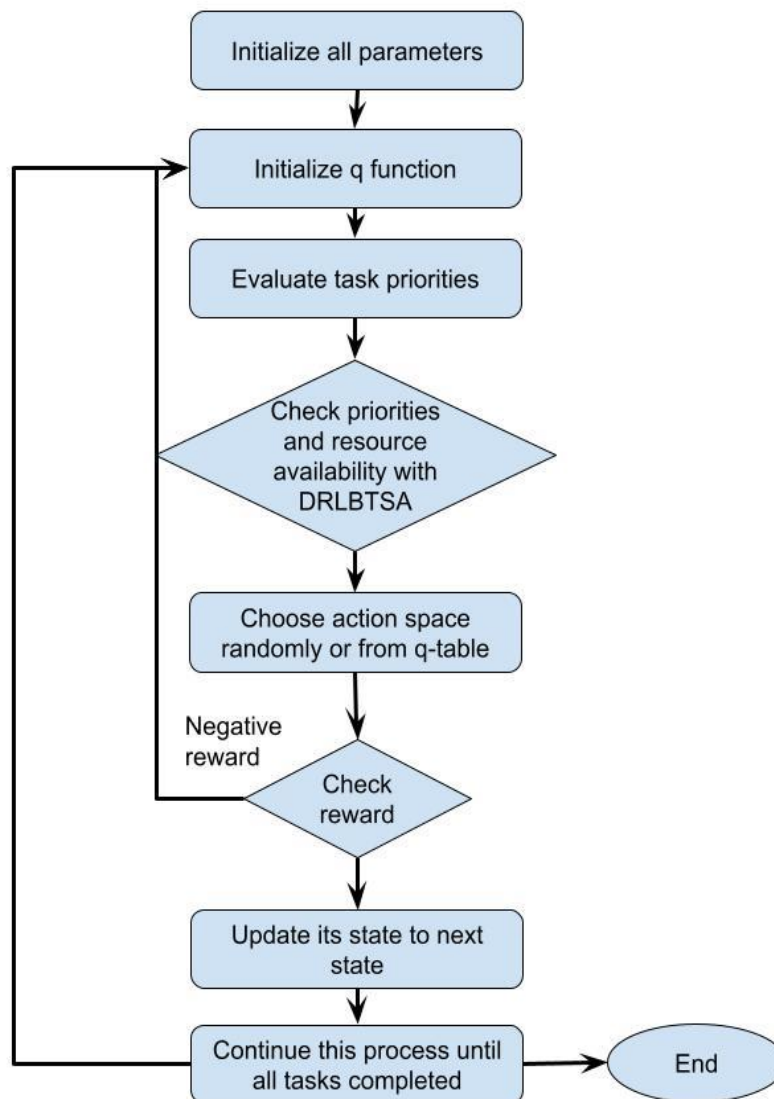 Initialize all parameters
Initialize q function
Evaluate task priorities
Check priorities
and resource
availability with
DRLBTSA
Choose action space
randomly or from q-table
Negative
reward
Check
reward
Update its state to next
state
Continue this process until
all tasks completed
End